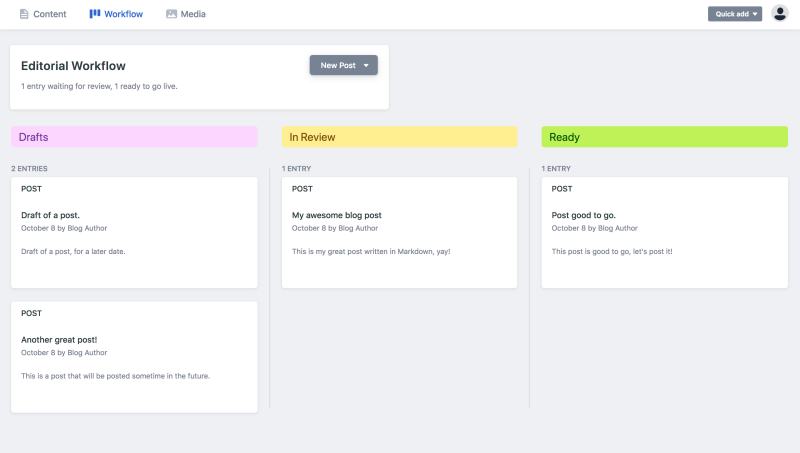 Content
Workflow
Media
Quick add
Editorial Workflow
1 entry waiting for review, 1 ready to go live.
New Post
Drafts
2 ENTRIES
POST
Draft of a post.
October 8 by Blog Author
Draft of a post, for a later date.
POST
Another great post!
October 8 by Blog Author
This is a post that will be posted sometime in the future.
In Review
1 ENTRY
POST
My awesome blog post
October 8 by Blog Author
This is my great post written in Markdown, yay!
Ready
1 ENTRY
POST
Post good to go.
October 8 by Blog Author
This post is good to go, let's post it!